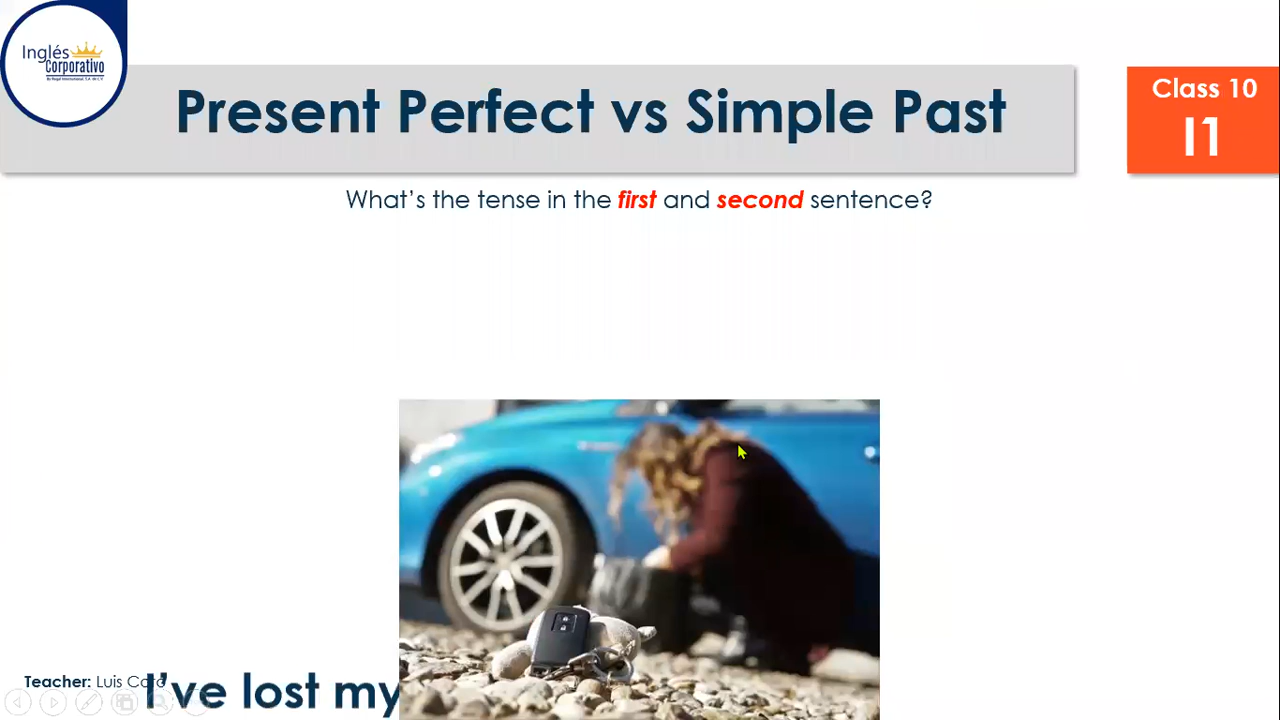 Inglés
Corporativo
Present Perfect vs Simple Past
Class 10
I1
What's the tense in the first and second sentence?
Teacher: Luis
I've lost my